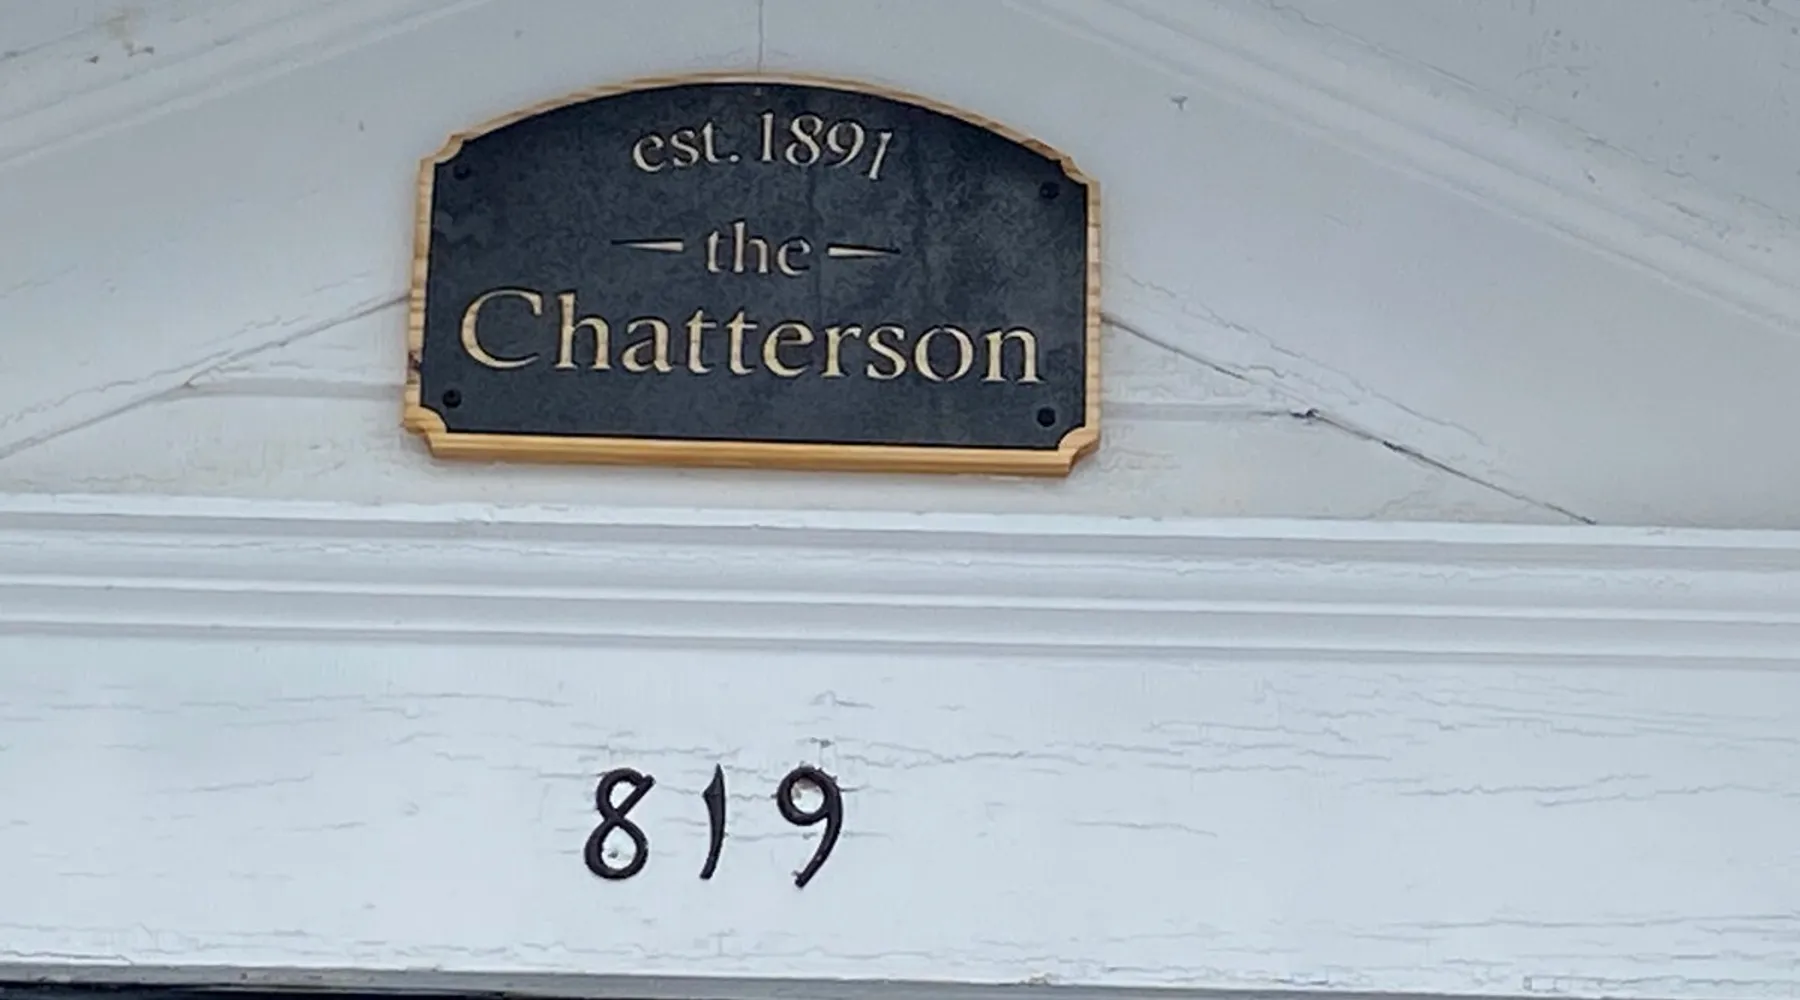 est. 1891
the
Chatterson
819